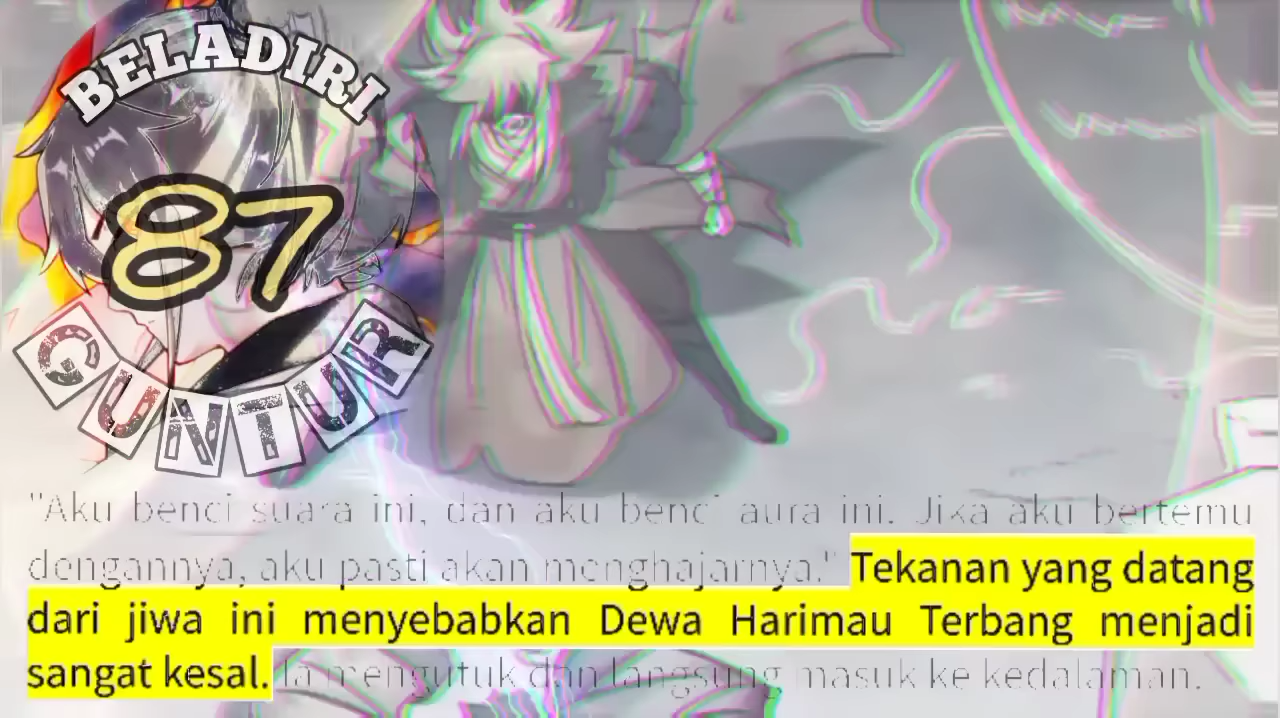 BELADIRI
87
GUNTUR
"Aku benci suara ini, dan aku benci aura ini. Jika aku bertemu
dengannya, aku pasti akan menghajarnya." Tekanan yang datang
dari jiwa ini menyebabkan Dewa Harimau Terbang menjadi
sangat kesal. Ia mengutuk dan langsung masuk ke kedalaman.